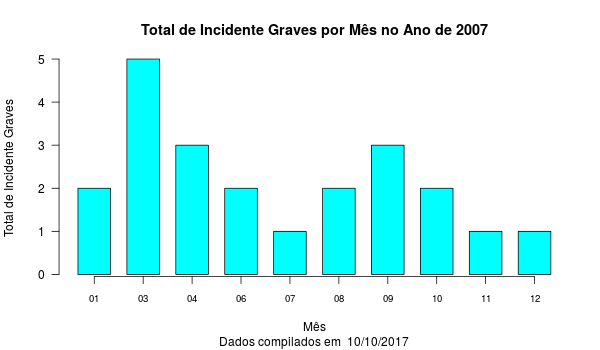 Total de Incidente Graves por Mês no Ano de 2007
Total de Incidente Graves
5
4
3
2
1
0
01 03 04 06 07 08 09 10 11 12
Mês
Dados compilados em  10/10/2017